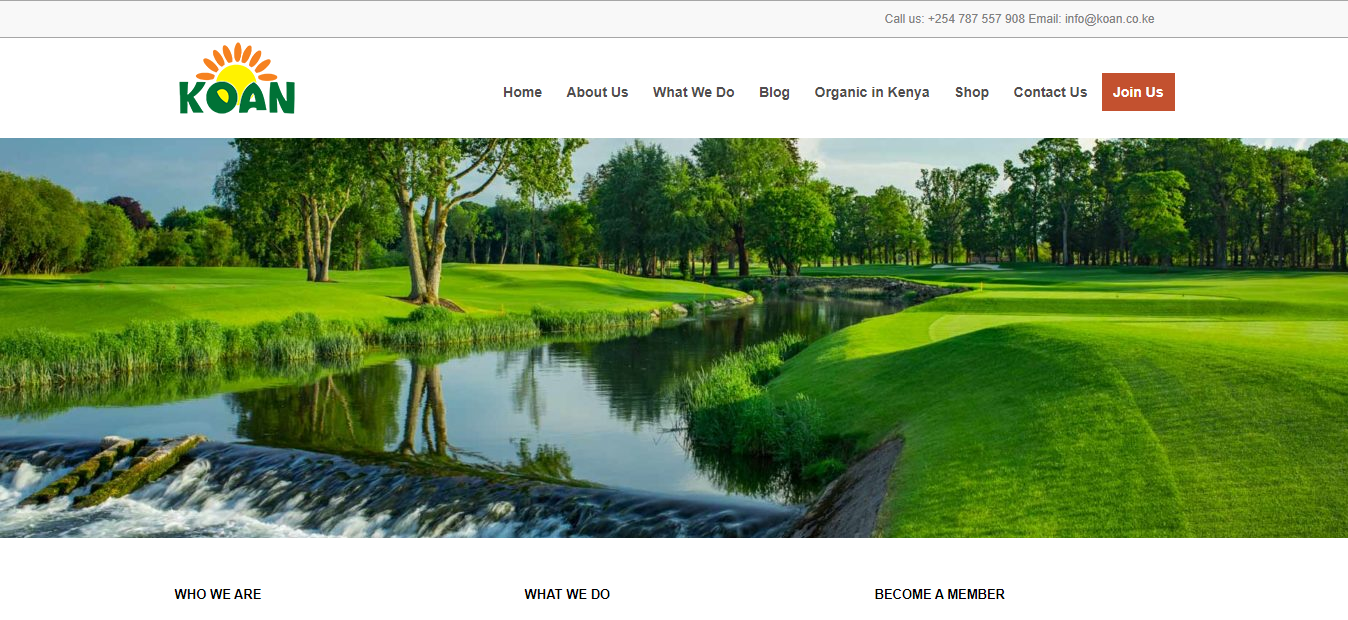 Call us: +254 787 557 908 Email: info@koan.co.ke
KOAN
Home About Us What We Do Blog Organic in Kenya Shop Contact Us Join Us
WHO WE ARE WHAT WE DO BECOME A MEMBER